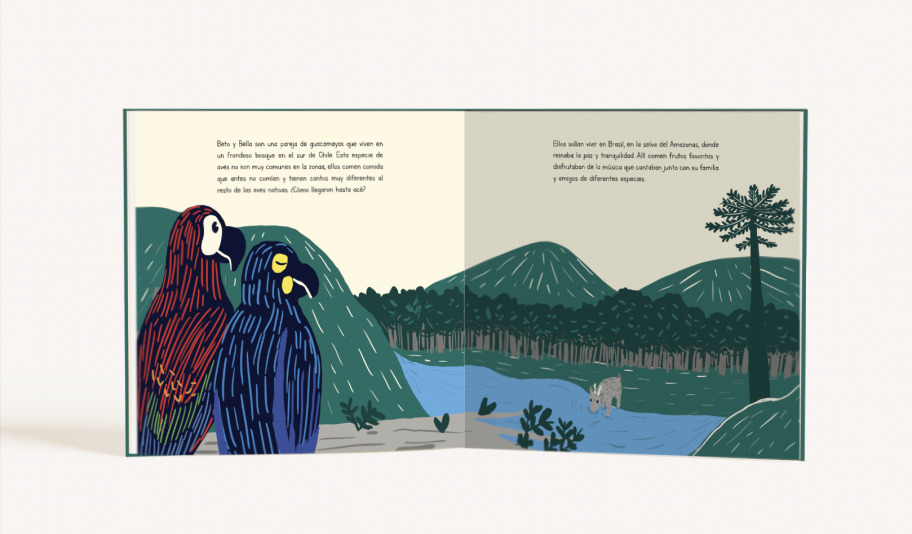 Beto y Bella son una pareja de guacamayos que viven en
un frondoso bosque en el sur de Chile. Esta especie de
aves no son muy comunes en la zona, ellos comen comida
que antes no comían y tienen cantos muy diferentes al
resto de las aves nativas. ¿Cómo llegaron hasta acá?
Ellos solían vivir en Brasil, en la selva del Amazonas, donde
reinaba la paz y tranquilidad. Allí comían frutos favoritos y
disfrutaban de la música que cantaban junto con su familia
y amigos de diferentes especies.